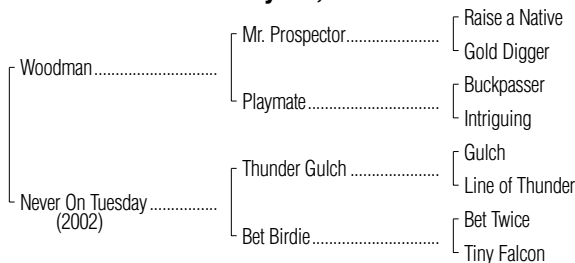 Raise a Native
Mr. Prospector....................
Gold Digger
Woodman...........................
Buckpasser
Playmate............................
Intriguing
Gulch
Thunder Gulch ...................
Line of Thunder
Never On Tuesday ...............
(2002)
Bet Twice
Bet Birdie...........................
Tiny Falcon